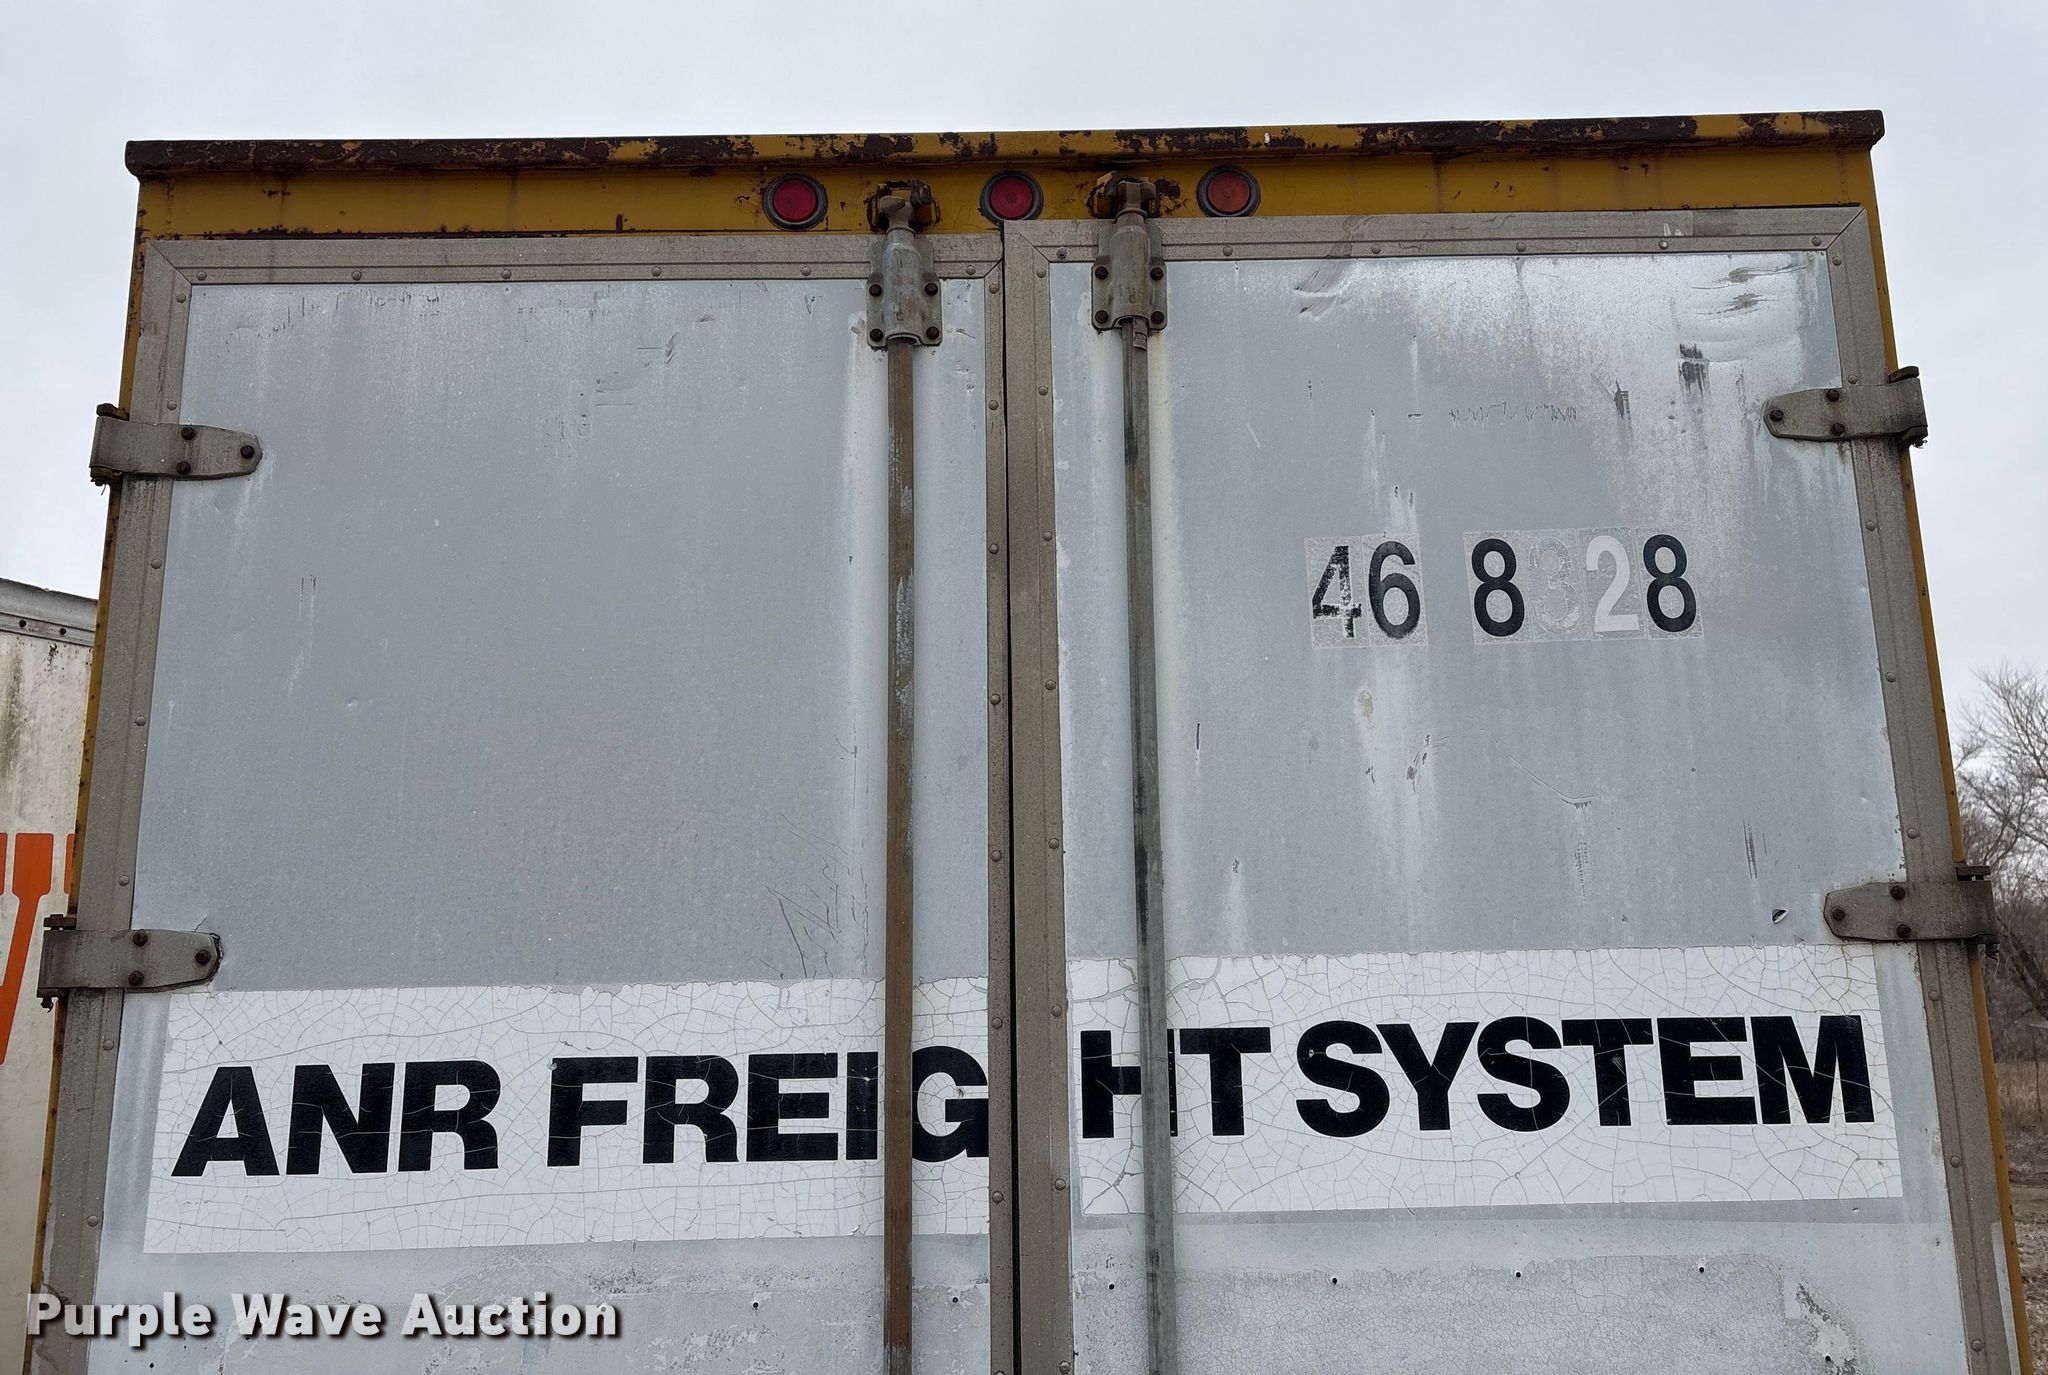 46 8328
ANR FREIGHT SYSTEM
Purple Wave Auction